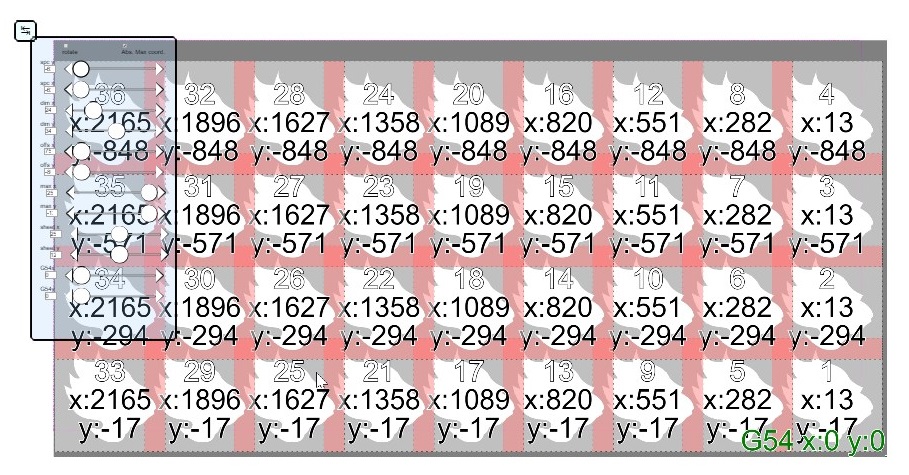 rotate Abs. Max coord.
36 32 28 24 20 16 12 8 4
x:2165 x:1896 x:1627 x:1358 x:1089 x:820 x:551 x:282 x:13
y:-848 y:-848 y:-848 y:-848 y:-848 y:-848 y:-848 y:-848 y:-848
35 31 27 23 19 15 11 7 3
x:2165 x:1896 x:1627 x:1358 x:1089 x:820 x:551 x:282 x:13
y:-571 y:-571 y:-571 y:-571 y:-571 y:-571 y:-571 y:-571 y:-571
34 30 26 22 18 14 10 6 2
x:2165 x:1896 x:1627 x:1358 x:1089 x:820 x:551 x:282 x:13
y:-294 y:-294 y:-294 y:-294 y:-294 y:-294 y:-294 y:-294 y:-294
33 29 25 21 17 13 9 5 1
x:2165 x:1896 x:1627 x:1358 x:1089 x:820 x:551 x:282 x:13
y:-17 y:-17 y:-17 y:-17 y:-17 y:-17 y:-17 y:-17 y:-17
G54 x:0 y:0